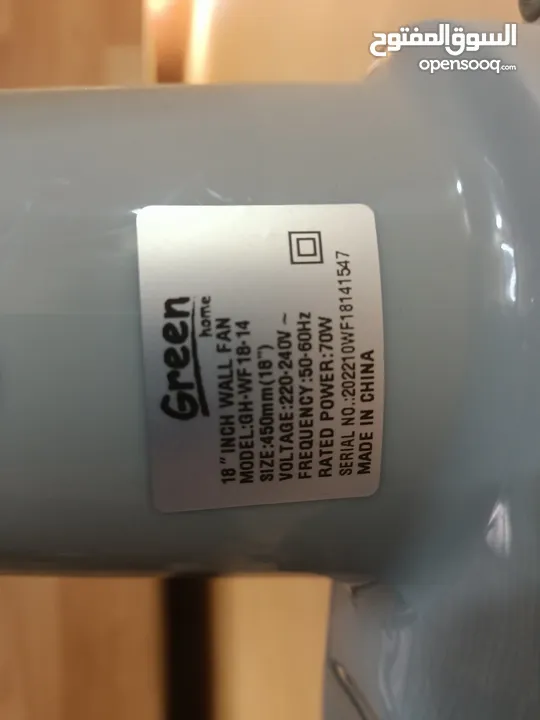 السوق المفتوح
opensooq.com
Green
home
18" INCH WALL FAN
MODEL:GH-WF18-14
SIZE:450mm(18")
VOLTAGE:220-240V ~
FREQUENCY:50-60Hz
RATED POWER:70W
SERIAL NO.:202210WF18141547
MADE IN CHINA